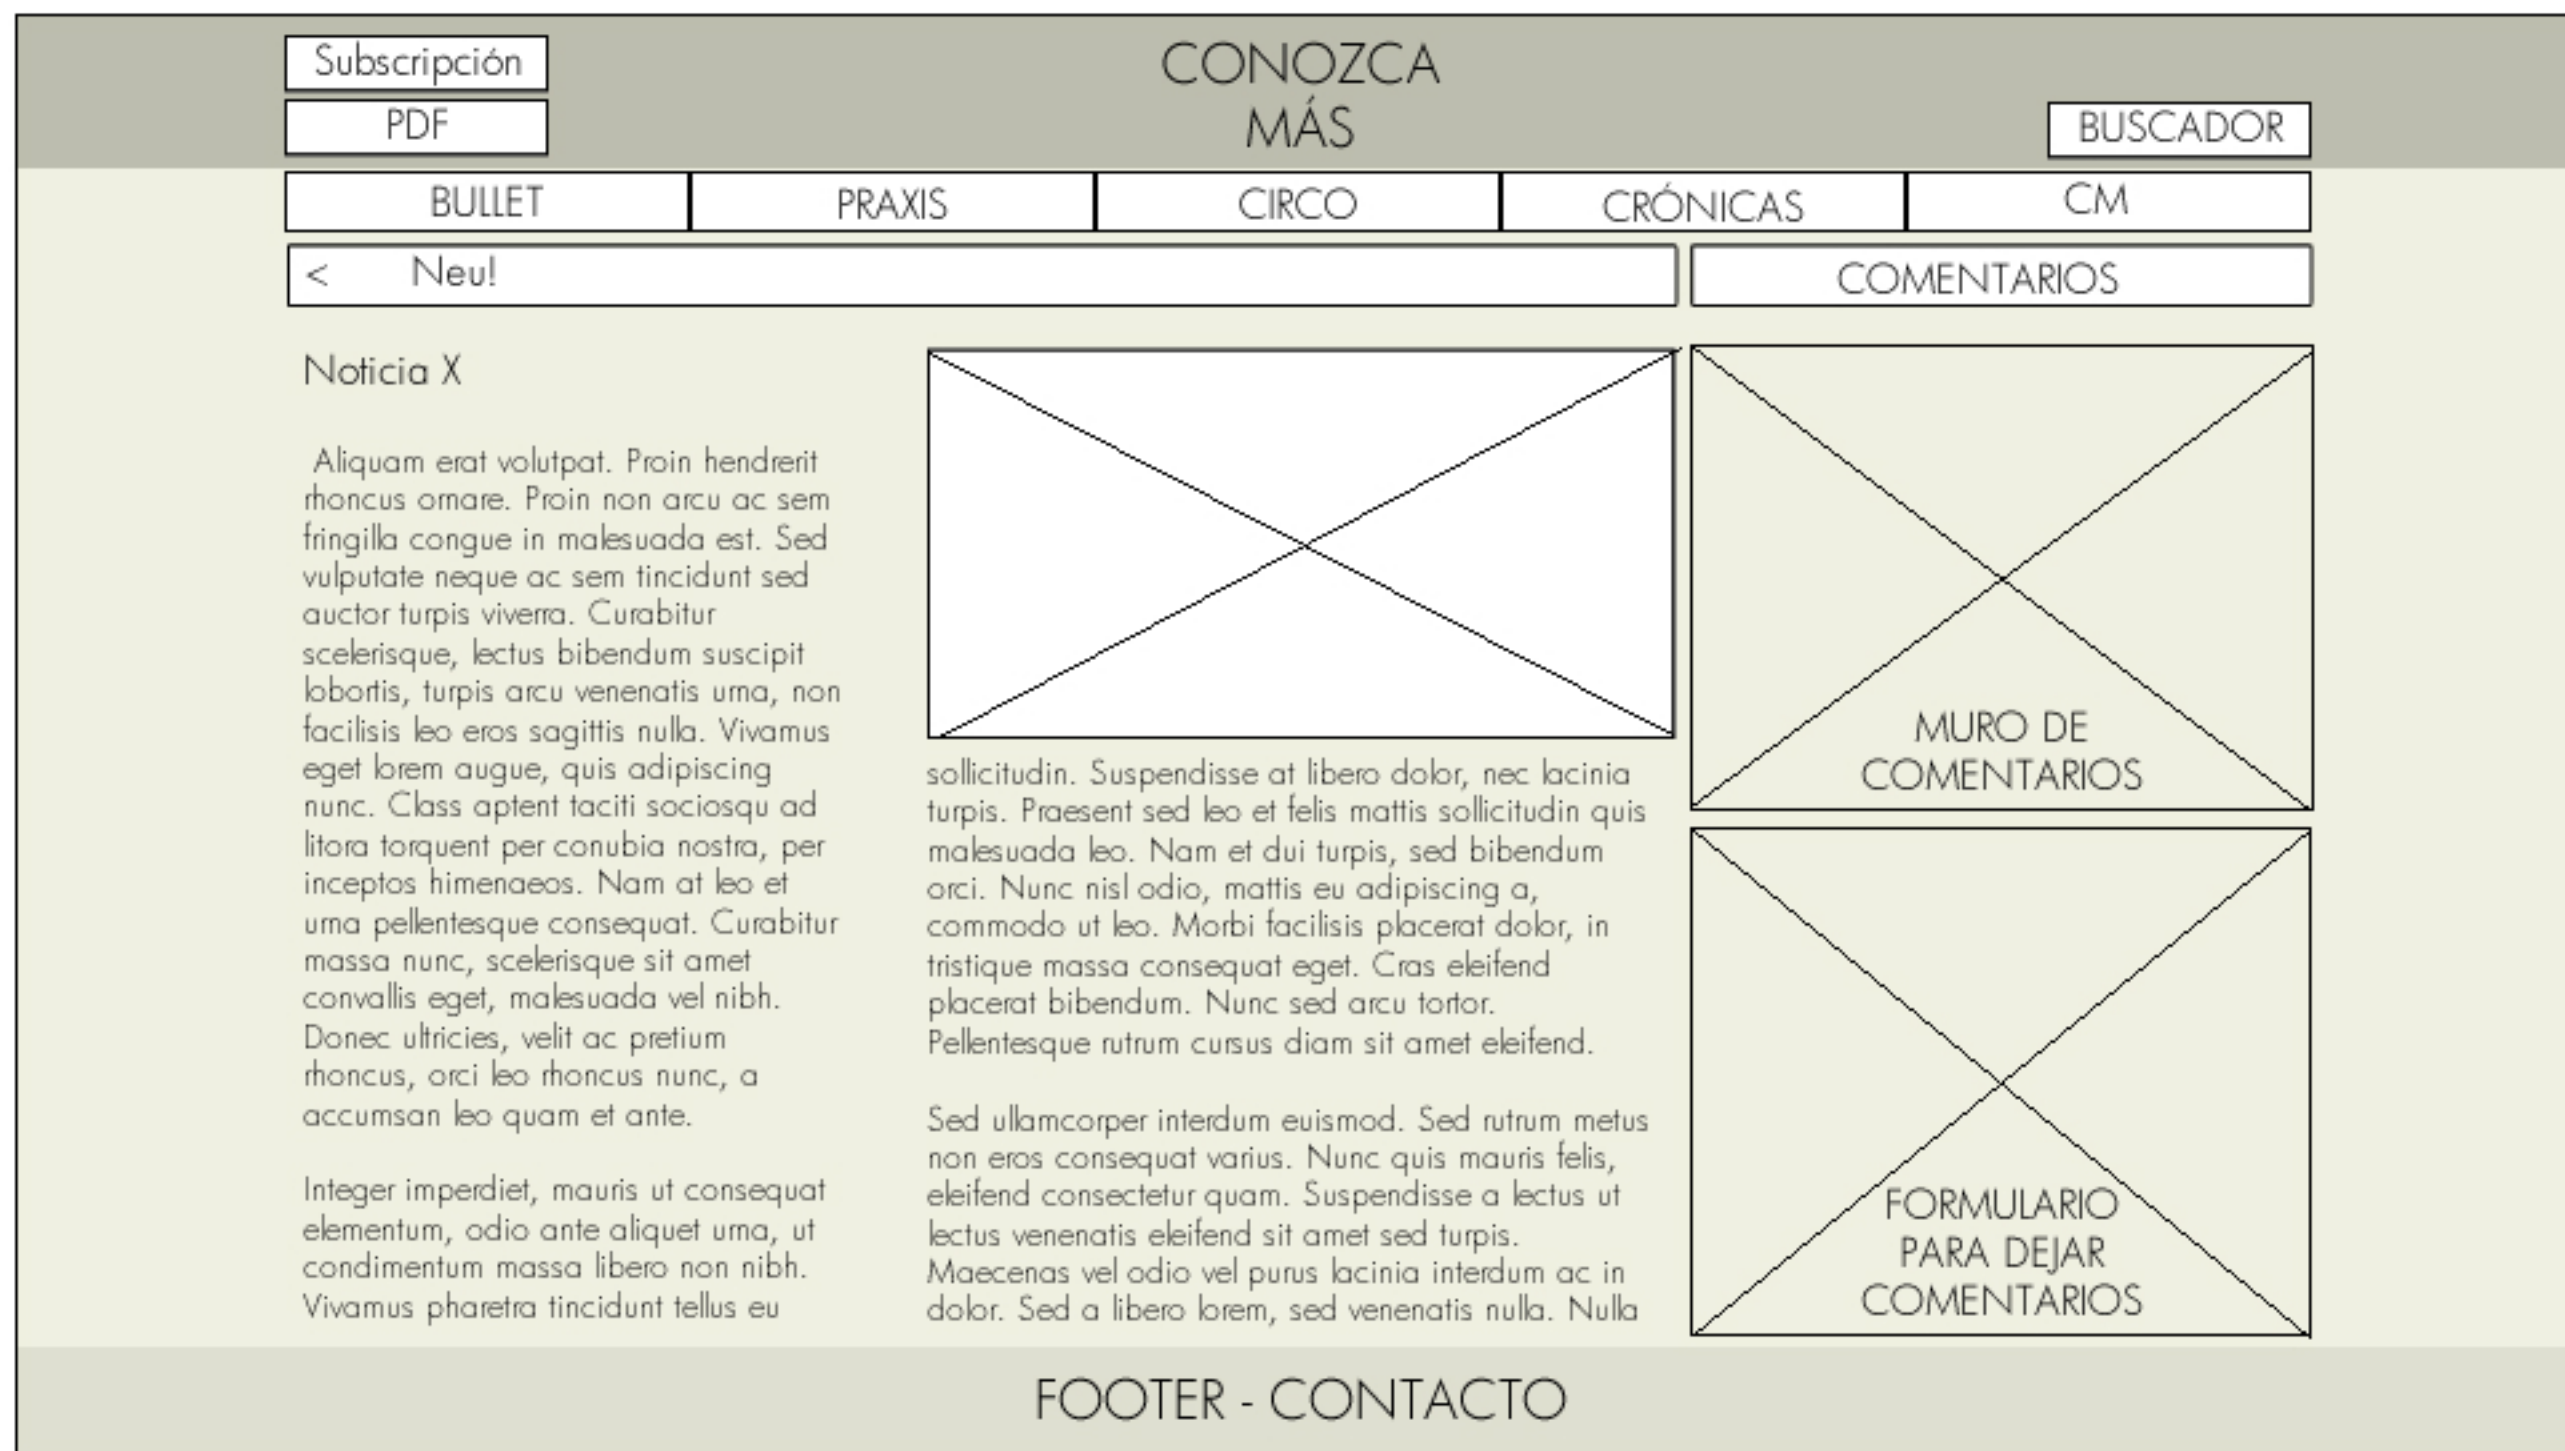 Subscripción
PDF
CONOZCA
MÁS
BUSCADOR
BULLET
PRAXIS
CIRCO
CRÓNICAS
CM
< Neu!
COMENTARIOS
Noticia X
Aliquam erat volutpat. Proin hendrerit
rhoncus ornare. Proin non arcu ac sem
fringilla congue in malesuada est. Sed
vulputate neque ac sem tincidunt sed
auctor turpis viverra. Curabitur
scelerisque, lectus bibendum suscipit
lobortis, turpis arcu venenatis urna, non
facilisis leo eros sagittis nulla. Vivamus
eget lorem augue, quis adipiscing
nunc. Class aptent taciti sociosqu ad
litora torquent per conubia nostra, per
inceptos himenaeos. Nam at leo et
urna pellentesque consequat. Curabitur
massa nunc, scelerisque sit amet
convallis eget, malesuada vel nibh.
Donec ultricies, velit ac pretium
rhoncus, orci leo rhoncus nunc, a
accumsan leo quam et ante.
Integer imperdiet, mauris ut consequat
elementum, odio ante aliquet urna, ut
condimentum massa libero non nibh.
Vivamus pharetra tincidunt tellus eu
sollicitudin. Suspendisse at libero dolor, nec lacinia
turpis. Praesent sed leo et felis mattis sollicitudin quis
malesuada leo. Nam et dui turpis, sed bibendum
orci. Nunc nisl odio, mattis eu adipiscing a,
commodo ut leo. Morbi facilisis placerat dolor, in
tristique massa consequat eget. Cras eleifend
placerat bibendum. Nunc sed arcu tortor.
Pellentesque rutrum cursus diam sit amet eleifend.
Sed ullamcorper interdum euismod. Sed rutrum metus
non eros consequat varius. Nunc quis mauris felis,
eleifend consectetur quam. Suspendisse a lectus ut
lectus venenatis eleifend sit amet sed turpis.
Maecenas vel odio vel purus lacinia interdum ac in
dolor. Sed a libero lorem, sed venenatis nulla. Nulla
MURO DE
COMENTARIOS
FORMULARIO
PARA DEJAR
COMENTARIOS
FOOTER - CONTACTO